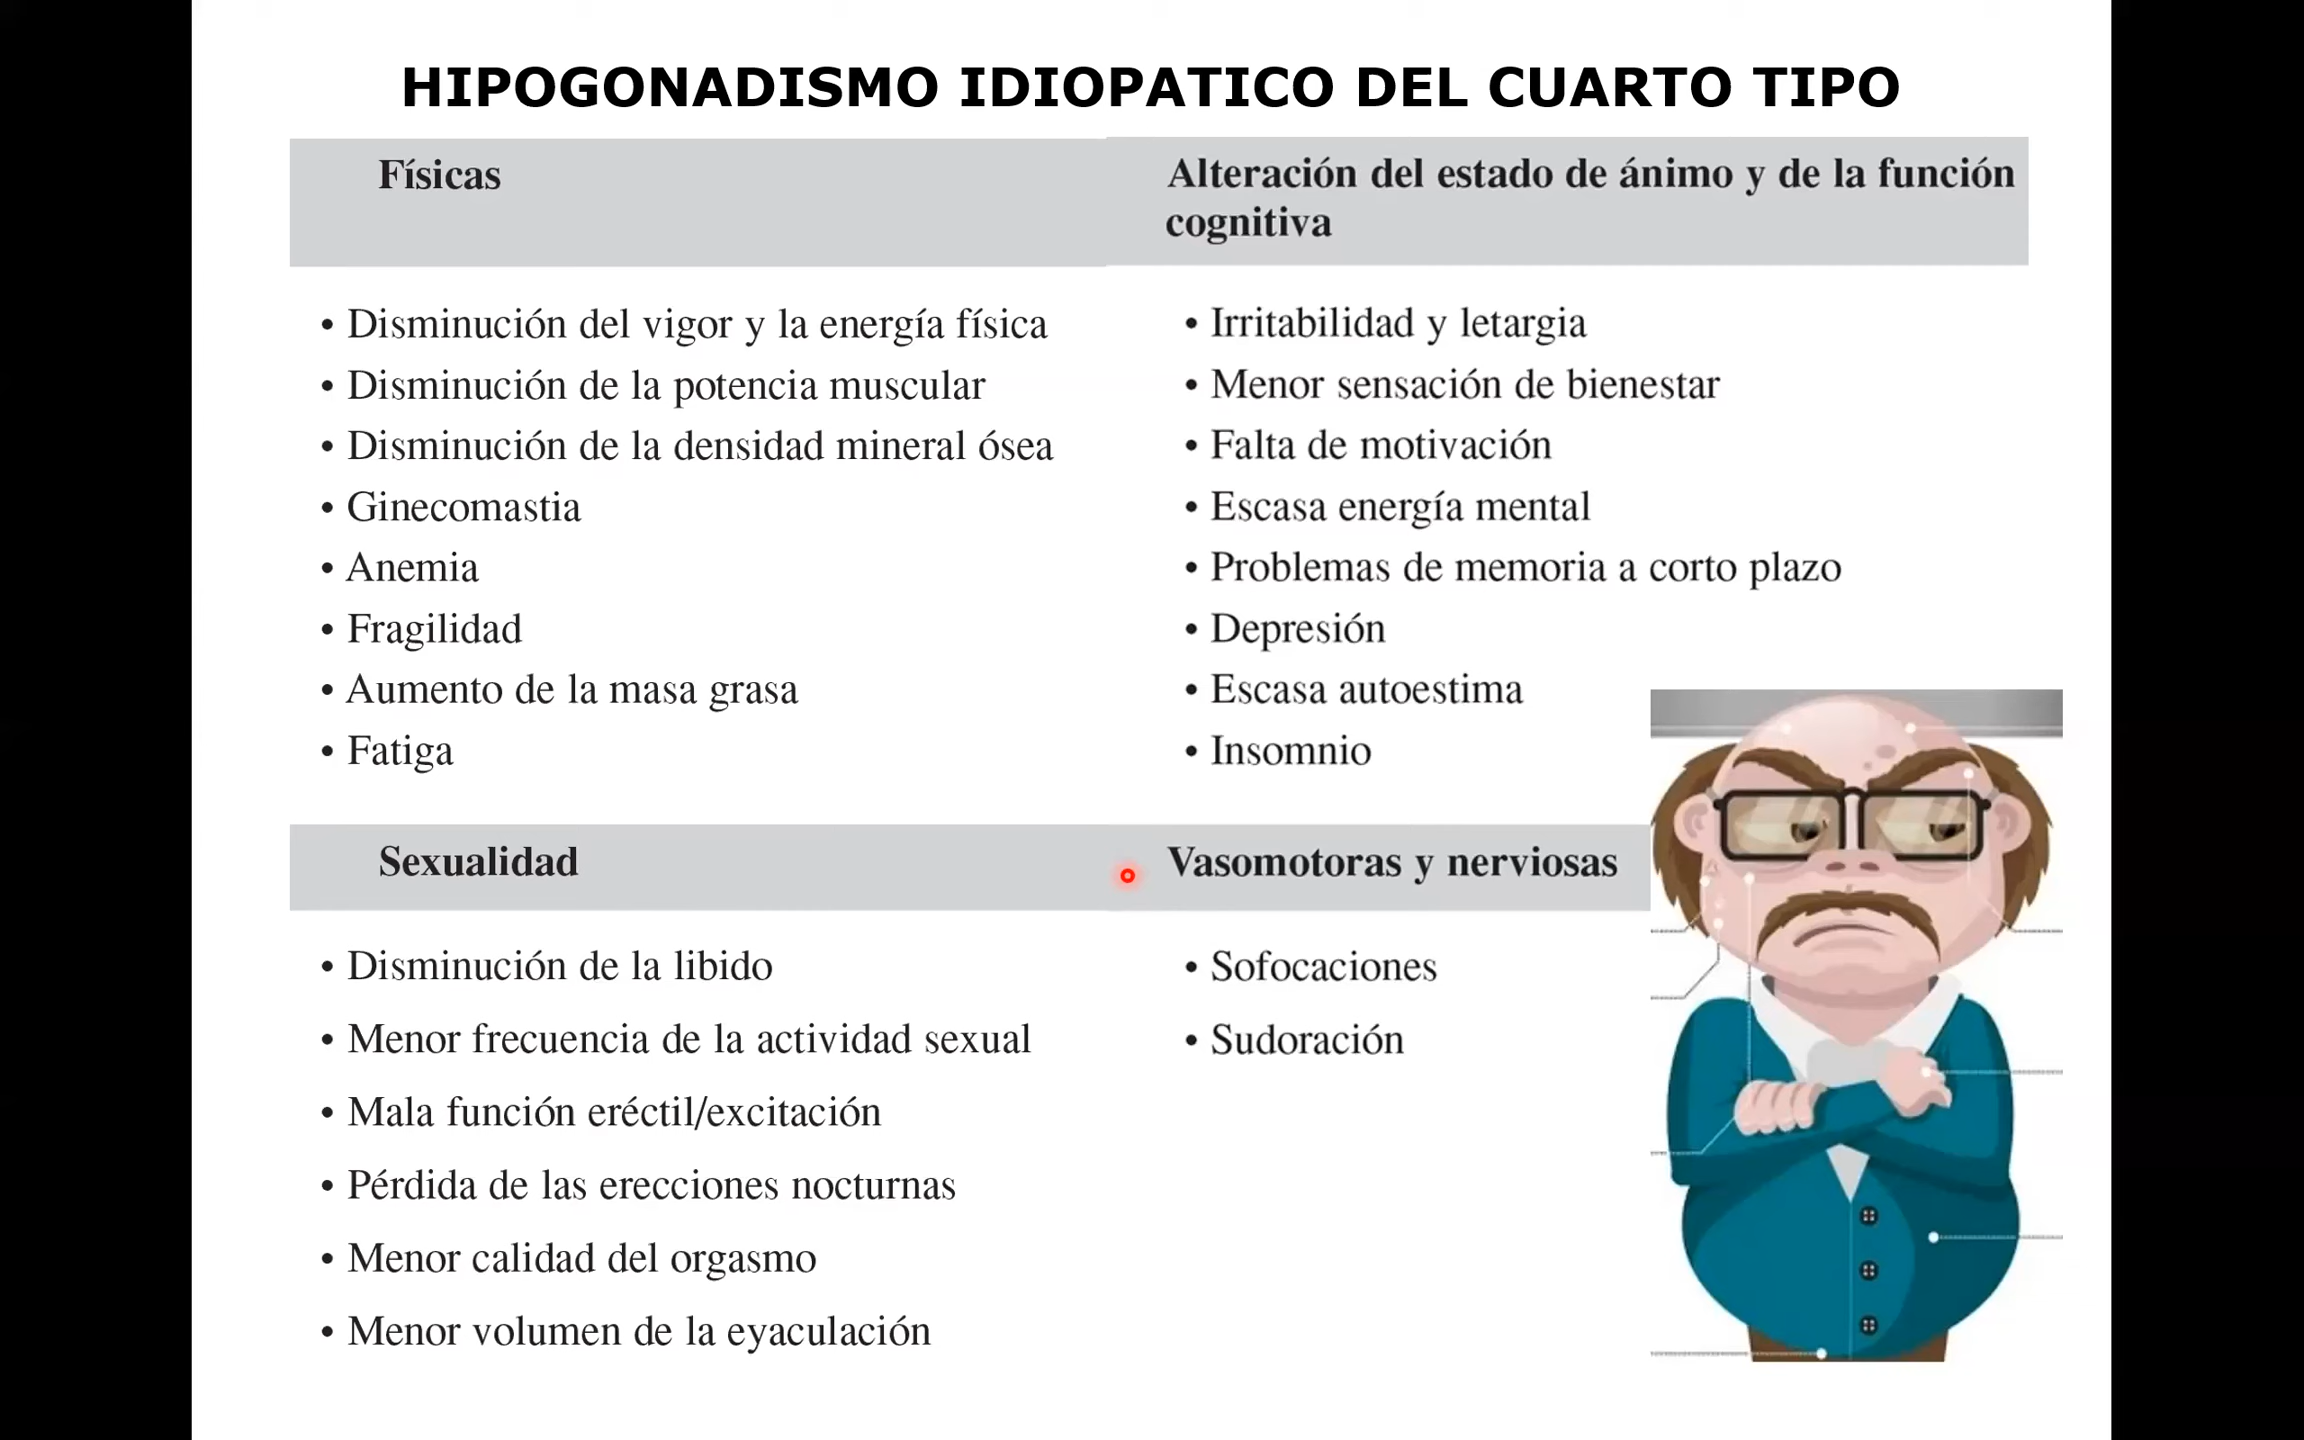 HIPOGONADISMO IDIOPATICO DEL CUARTO TIPO
Físicas
• Disminución del vigor y la energía física
• Disminución de la potencia muscular
• Disminución de la densidad mineral ósea
• Ginecomastia
• Anemia
• Fragilidad
• Aumento de la masa grasa
• Fatiga
Alteración del estado de ánimo y de la función
cognitiva
• Irritabilidad y letargia
• Menor sensación de bienestar
• Falta de motivación
• Escasa energía mental
• Problemas de memoria a corto plazo
• Depresión
• Escasa autoestima
• Insomnio
Sexualidad
• Disminución de la libido
• Menor frecuencia de la actividad sexual
• Mala función eréctil/excitación
• Pérdida de las erecciones nocturnas
• Menor calidad del orgasmo
• Menor volumen de la eyaculación
Vasomotoras y nerviosas
• Sofocaciones
• Sudoración